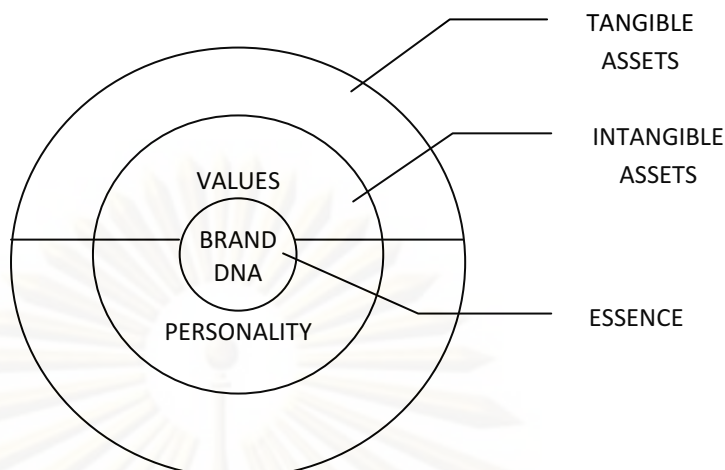 TANGIBLE
ASSETS
INTANGIBLE
ASSETS
VALUES
BRAND
DNA
PERSONALITY
ESSENCE